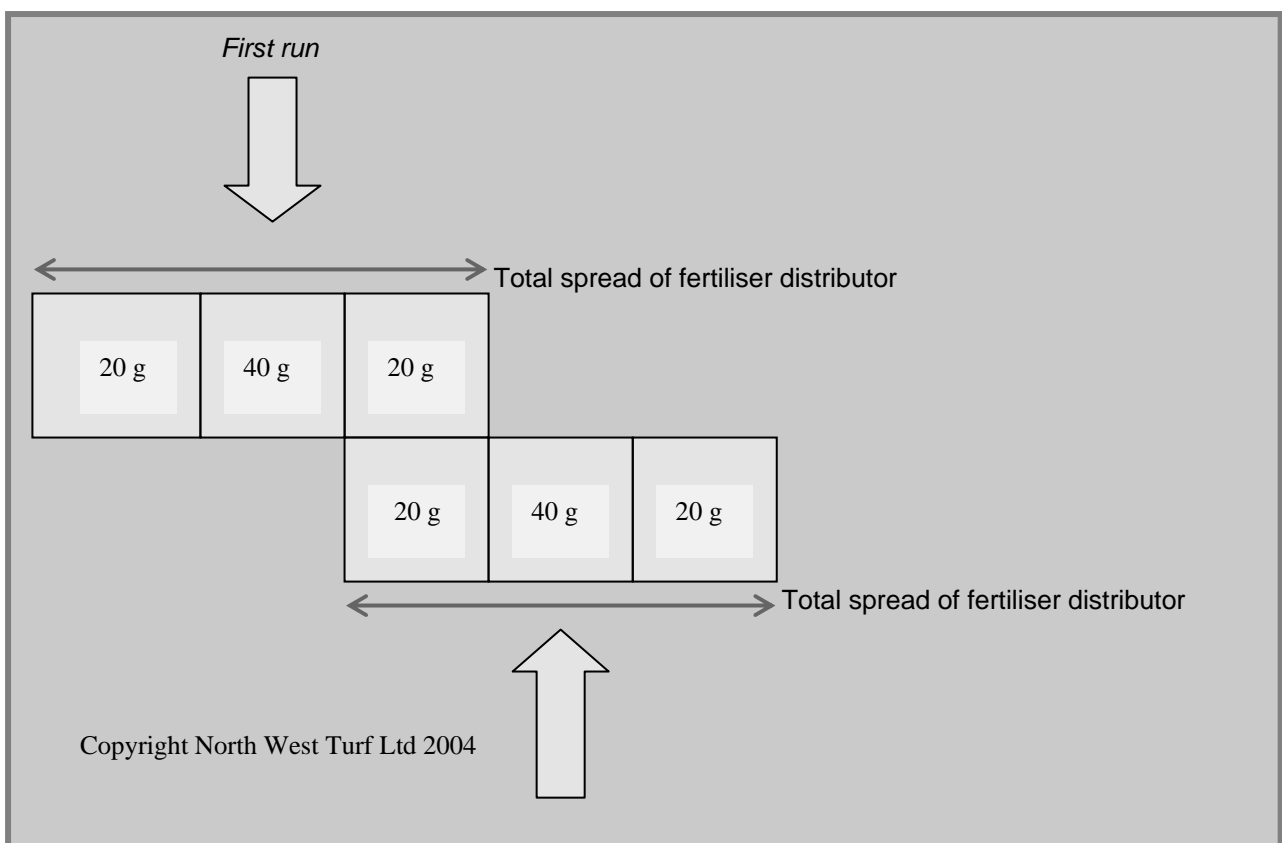 First run
Total spread of fertiliser distributor
20 g 40 g 20 g
20 g 40 g 20 g
Total spread of fertiliser distributor
Copyright North West Turf Ltd 2004